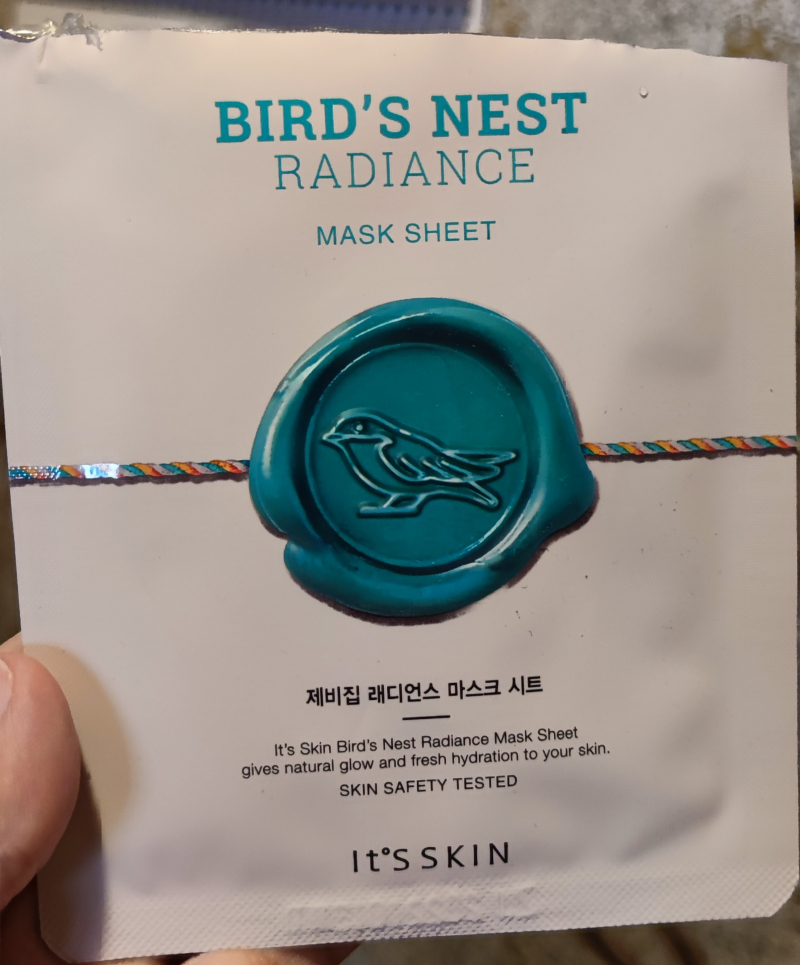 BIRD'S NEST
RADIANCE
MASK SHEET
제비집 래디언스 마스크 시트
It's Skin Bird's Nest Radiance Mask Sheet
gives natural glow and fresh hydration to your skin.
SKIN SAFETY TESTED
It'S SKIN